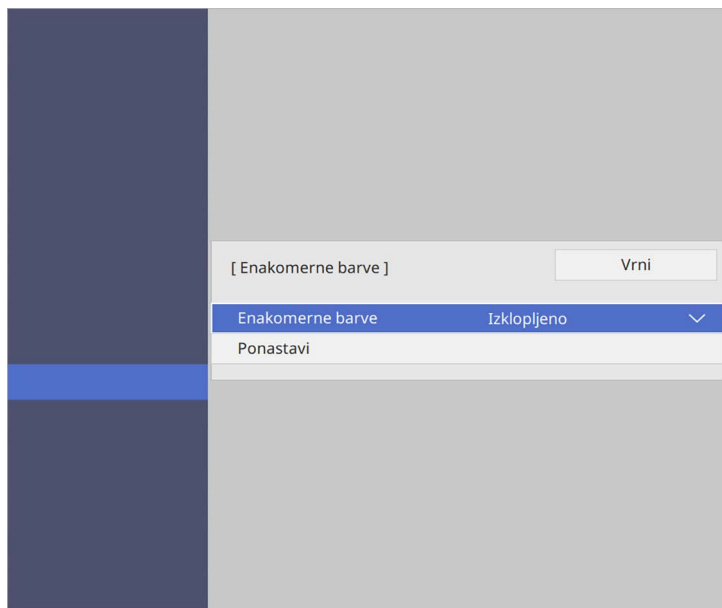 [ Enakomerne barve ]
Vrni
Enakomerne barve Izklopljeno
Ponastavi